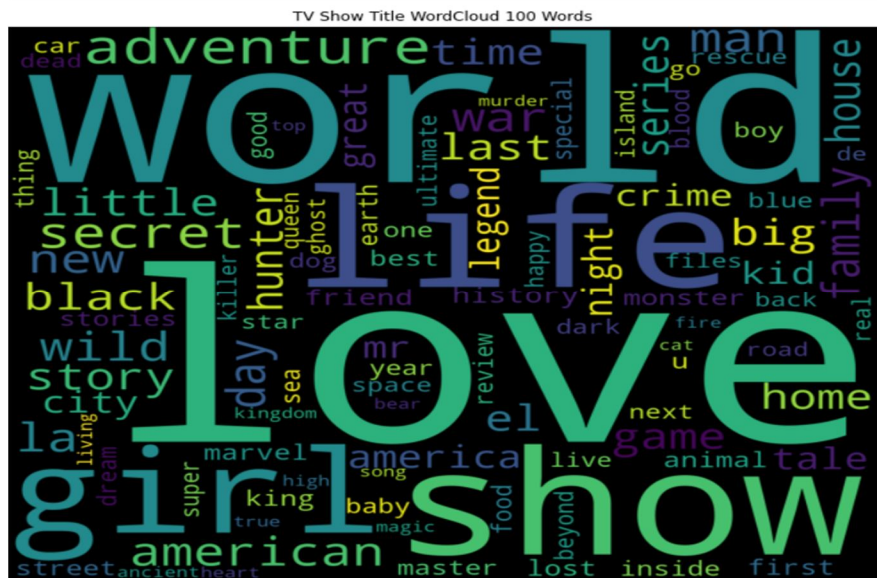 TV Show Title WordCloud 100 Words
car adventure time man
dead rescue
world
good top great murder war last ultimate special island series go blood boy house de
thing little secret new black
hunter queen ghost earth one legend crime blue
life
big family
dog best happy night files kid
killer friend history monster back
stories star dark fire real
love
wild day mr year space bear review cat u road
story sea home
city kingdom el next
la living marvel america live game animal tale
girl
show
dream super high king song baby food beyond
true magic
american
street ancient heart master lost inside first